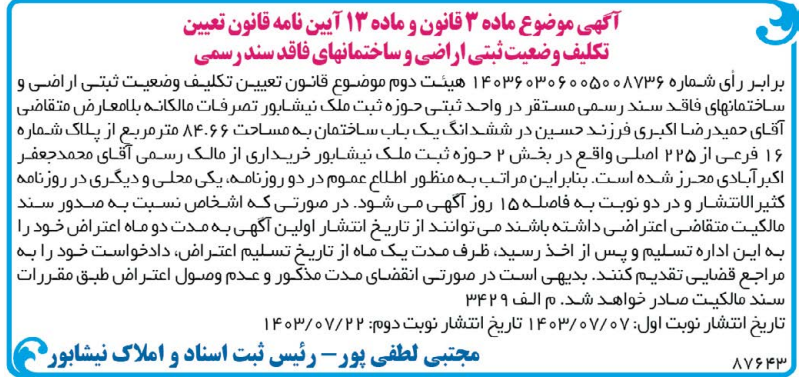 آگهی موضوع ماده ۳ قانون و ماده ۱۳ آیین نامه قانون تعیین
تکلیف وضعیت ثبتی اراضی و ساختمانهای فاقد سند رسمی
برابر رأی شماره ۱۴۰۳۶۰۳۰۶۰۰۵۰۰۸۷۳۶ هیئت دوم موضوع قانون تعیین تکلیف وضعیت ثبتی اراضی و
ساختمانهای فاقد سند رسمی مستقر در واحد ثبتی حوزه ثبت ملک نیشابور تصرفات مالکانه بلامعارض متقاضی
آقای حمیدرضا اکبری فرزند حسین در ششدانگ یک باب ساختمان به مساحت ۸۴.۶۶ مترمربع از پلاک شماره
۱۶ فرعی از ۲۲۵ اصلی واقع در بخش ۲ حوزه ثبت ملک نیشابور خریداری از مالک رسمی آقای محمدجعفر
اکبرآبادی محرز شده است. بنابراین مراتب به منظور اطلاع عموم در دو روزنامه، یکی محلی و دیگری در روزنامه
کثیرالانتشار و در دو نوبت به فاصله ۱۵ روز آگهی می شود. در صورتی که اشخاص نسبت به صدور سند
مالکیت متقاضی اعتراضی داشته باشند می توانند از تاریخ انتشار اولین آگهی به مدت دو ماه اعتراض خود را
به این اداره تسلیم و پس از اخذ رسید، ظرف مدت یک ماه از تاریخ تسلیم اعتراض، دادخواست خود را به
مراجع قضایی تقدیم کنند. بدیهی است در صورتی انقضای مدت مذکور و عدم وصول اعتراض طبق مقررات
سند مالکیت صادر خواهد شد. م الف ۳۴۲۹
تاریخ انتشار نوبت اول: ۱۴۰۳/۰۷/۰۷ تاریخ انتشار نوبت دوم: ۱۴۰۳/۰۷/۲۲
مجتبی لطفی پور– رئیس ثبت اسناد و املاک نیشابور
۸۷۶۴۳